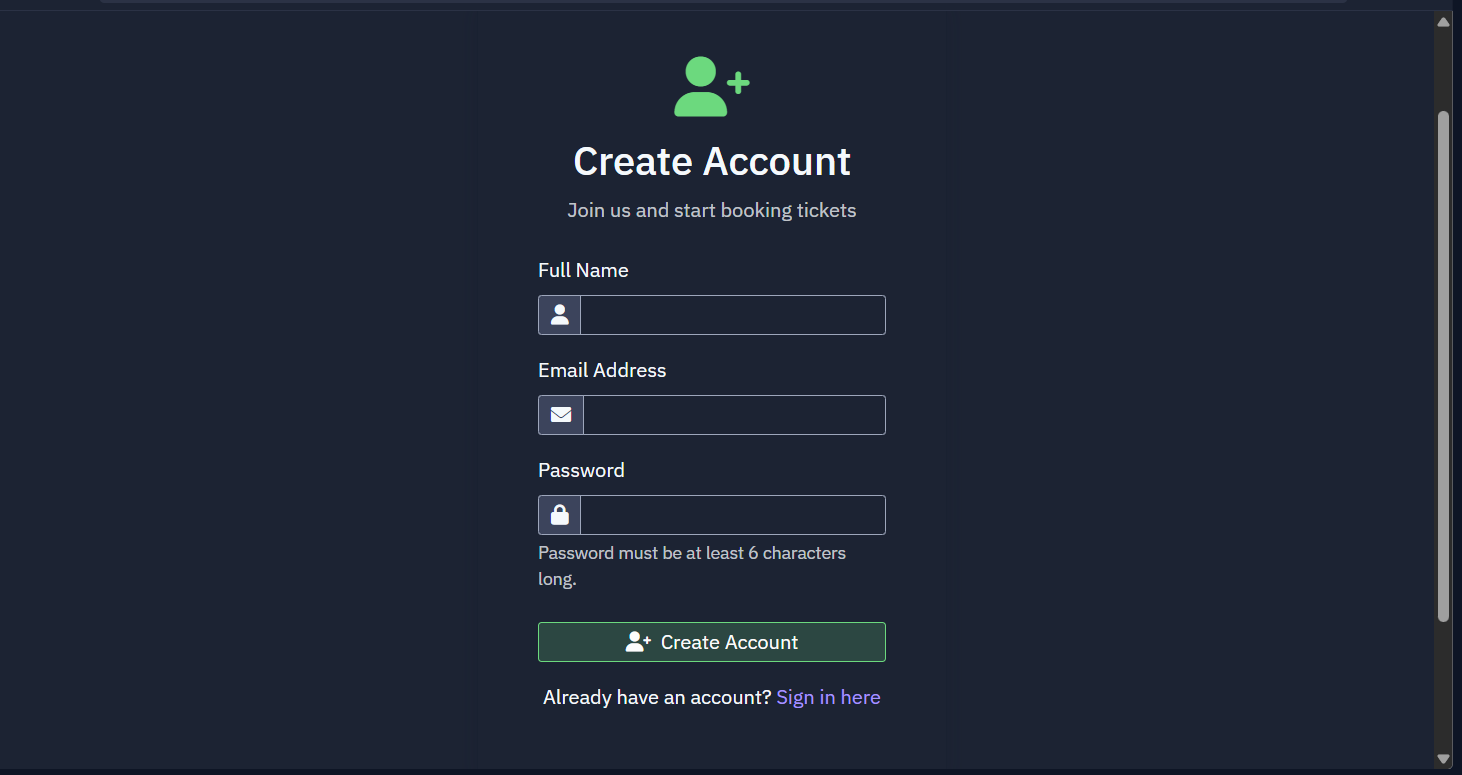 Create Account
Join us and start booking tickets
Full Name
Email Address
Password
Password must be at least 6 characters
long.
Create Account
Already have an account? Sign in here